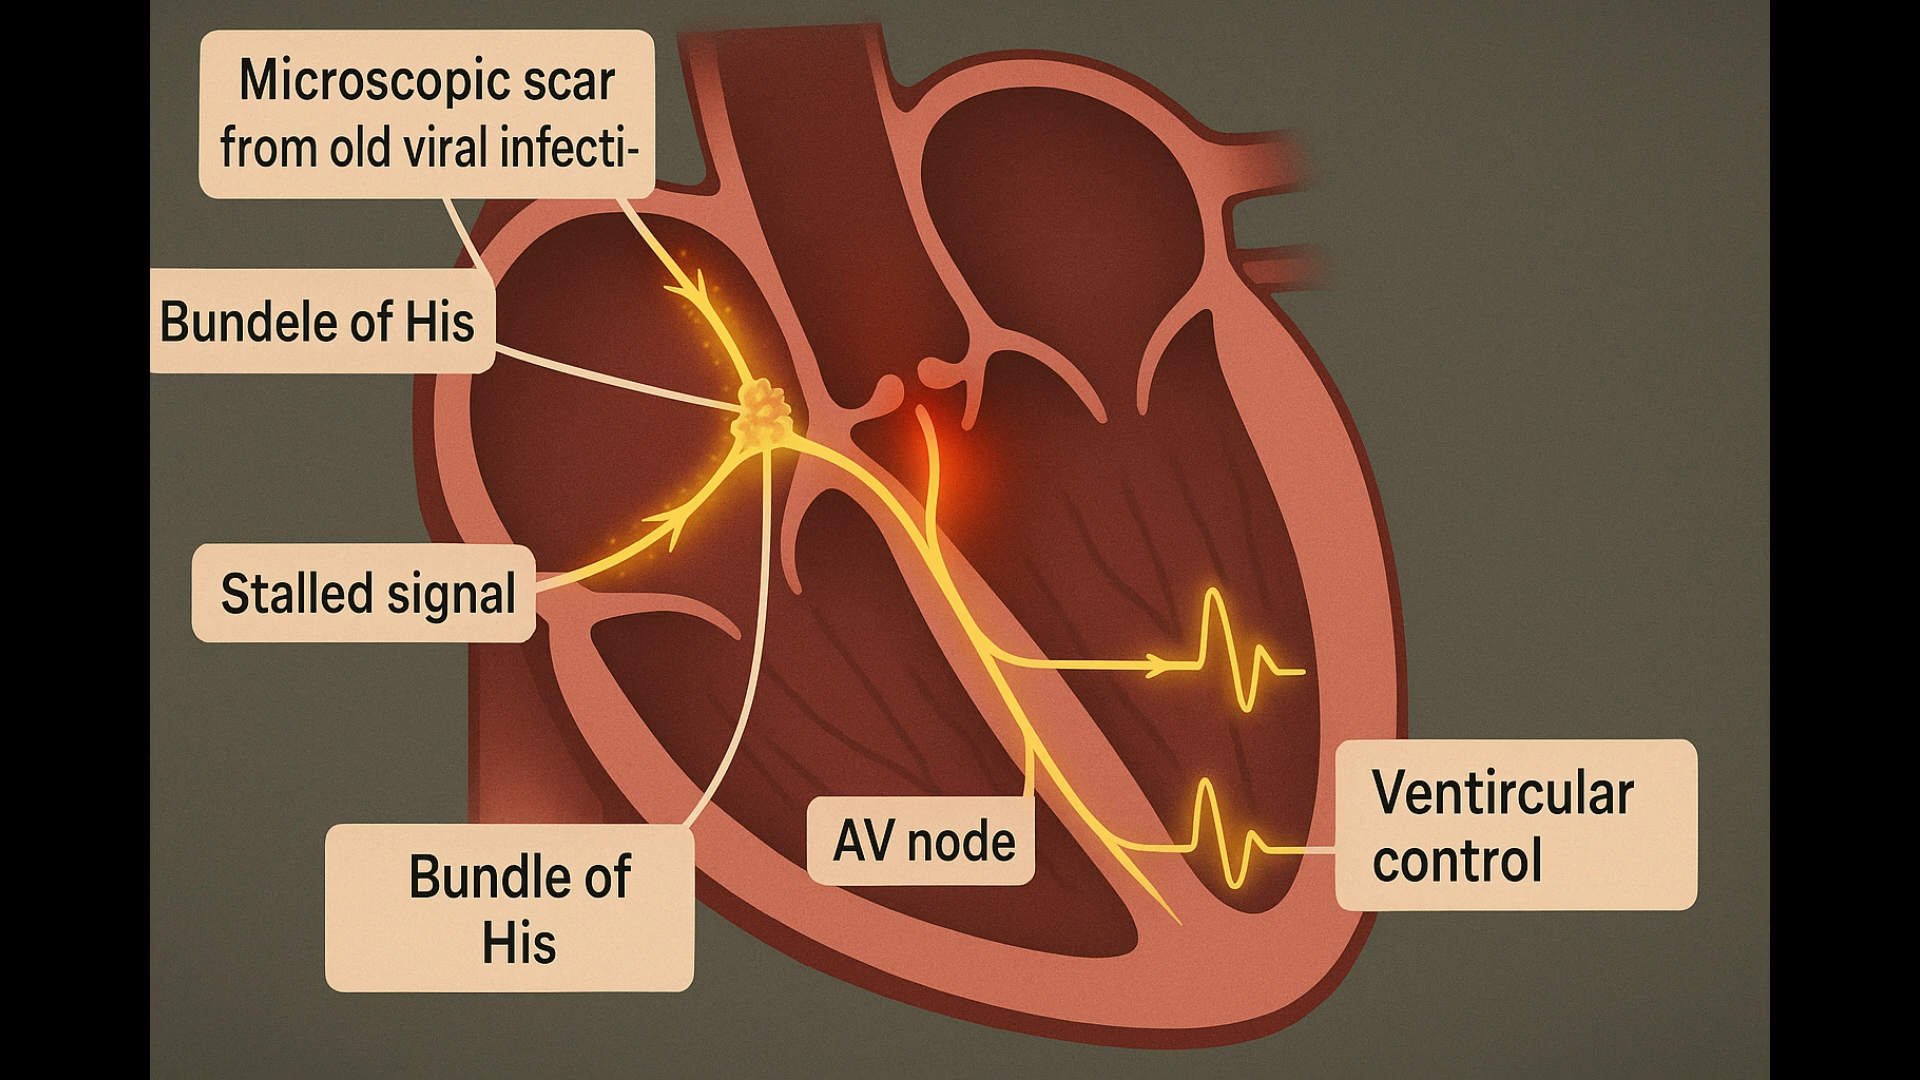 Microscopic scar
from old viral infecti-
Bundele of His
Stalled signal
Bundle of
His
AV node
Ventircular
control